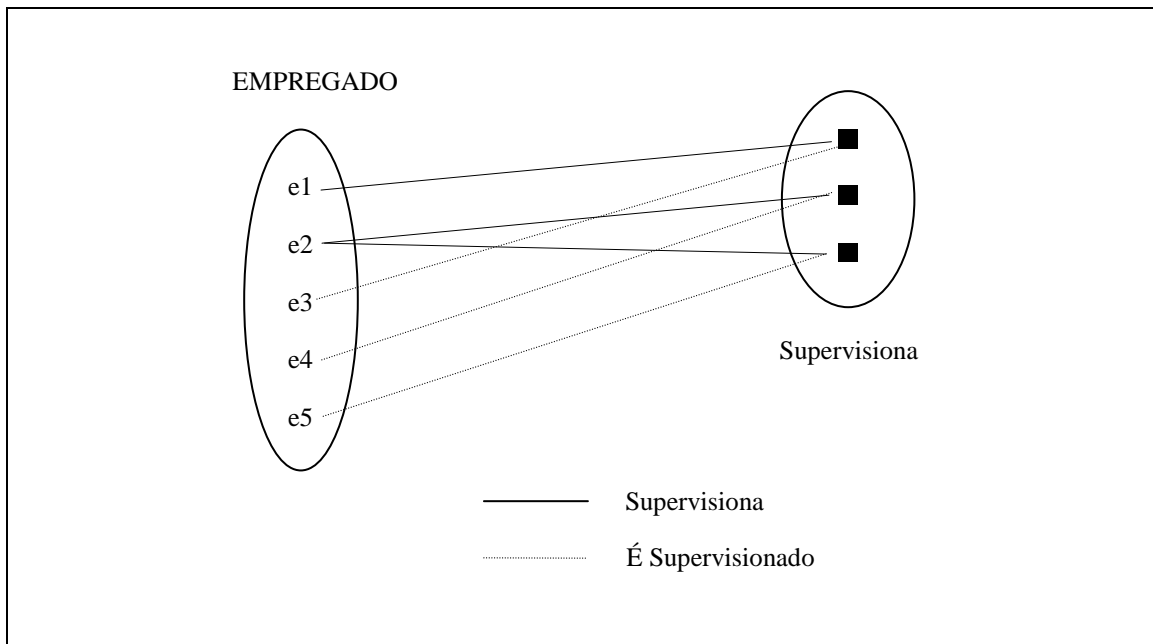 EMPREGADO
e1
e2
e3
e4
e5
Supervisiona
Supervisiona
É Supervisionado